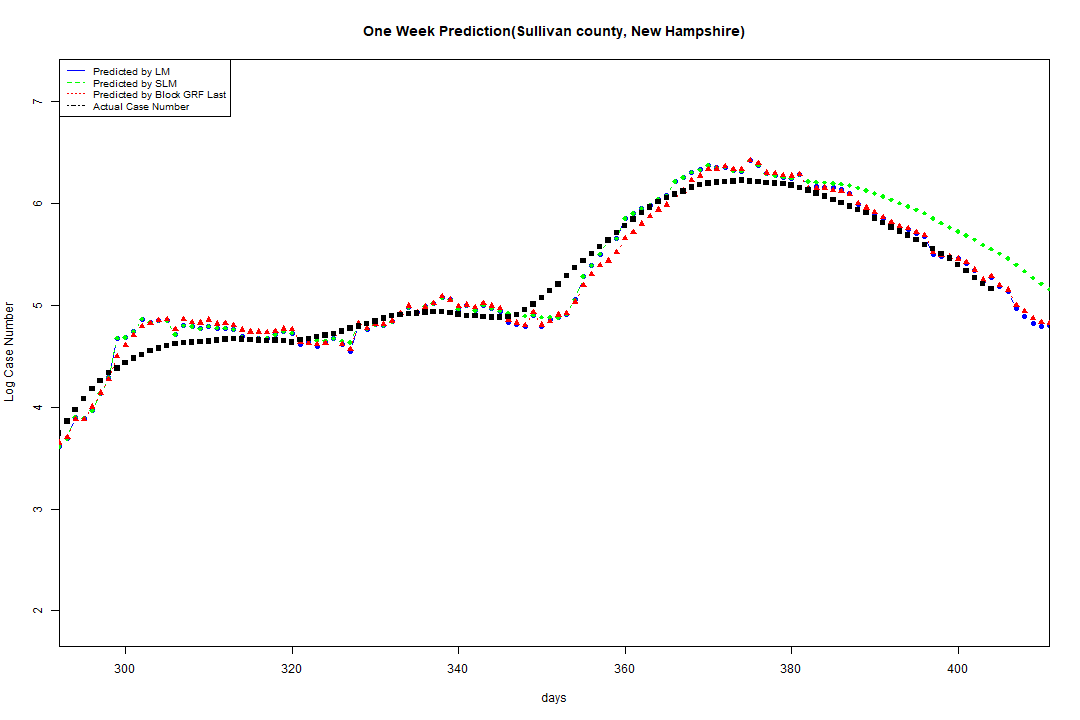 One Week Prediction(Sullivan county, New Hampshire)
Predicted by LM
Predicted by SLM
Predicted by Block GRF Last
Actual Case Number
7
6
5
4
3
2
Log Case Number
300 320 340 360 380 400
days